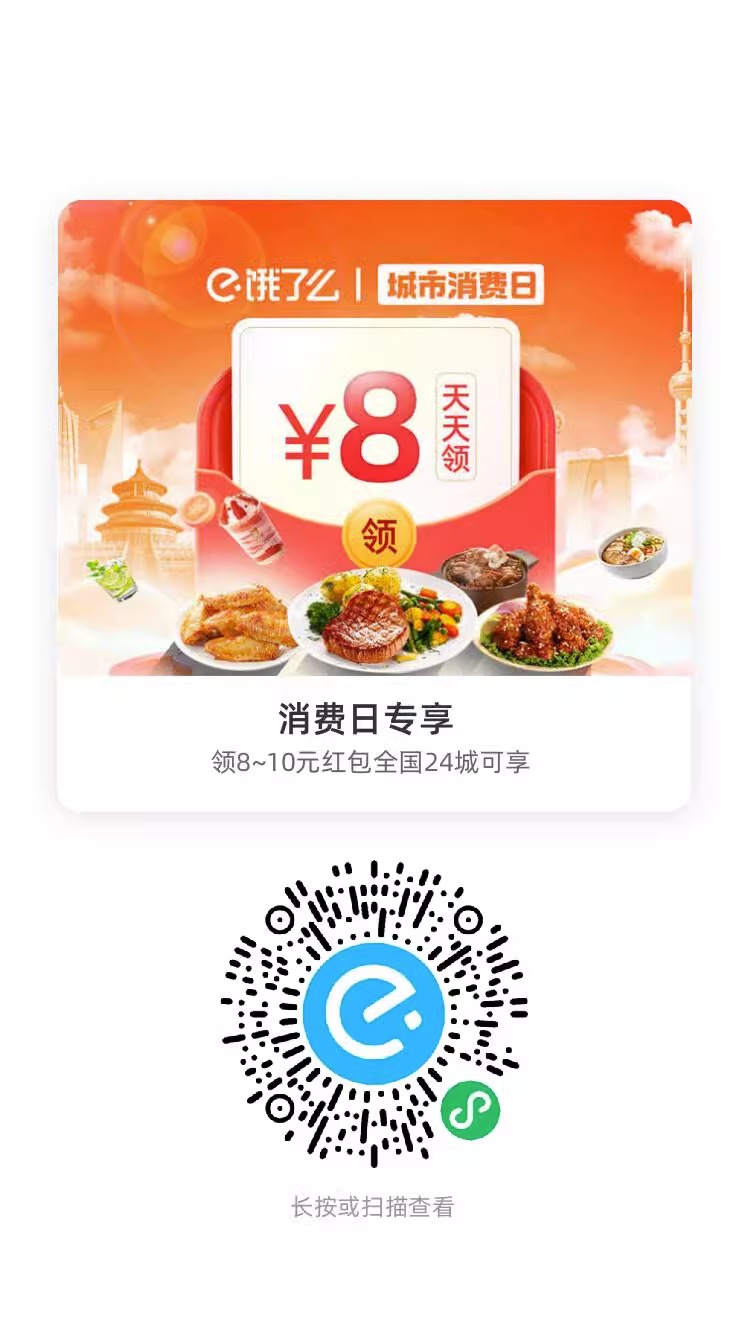 饿了么 | 城市消费日
¥8
天天领
领
消费日专享
领8~10元红包全国24城可享
长按或扫描查看